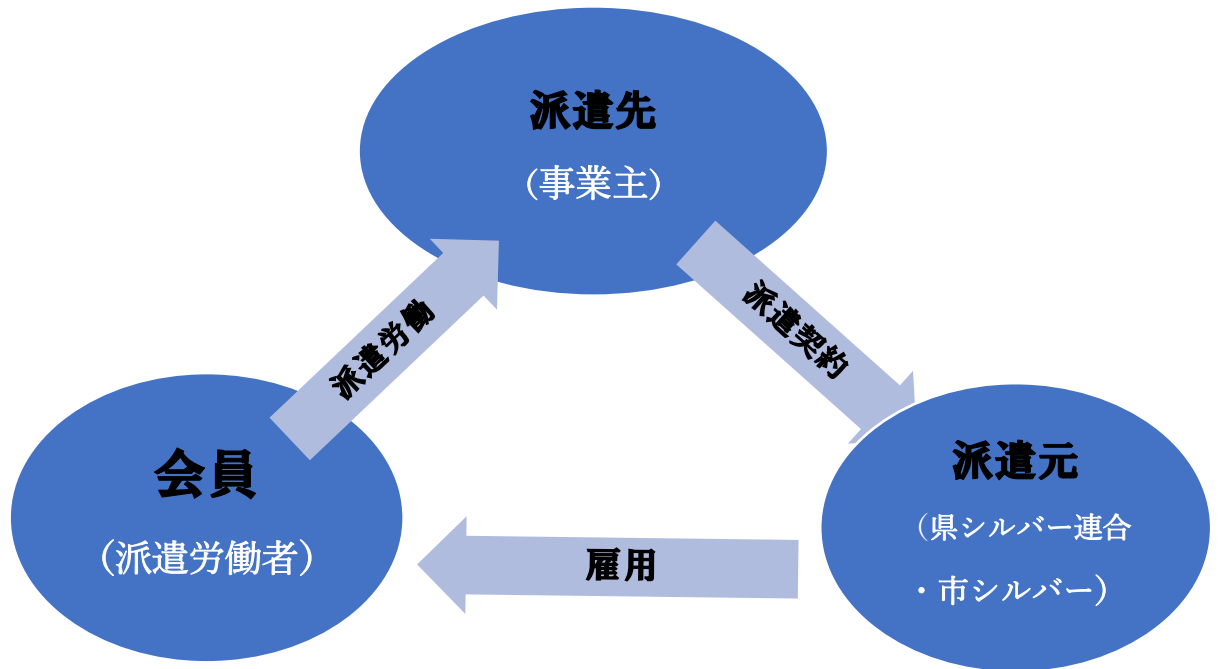 派遣先
（事業主）
派遣労働
派遣契約
会員
（派遣労働者）
雇用
派遣元
（県シルバー連合
・市シルバー）